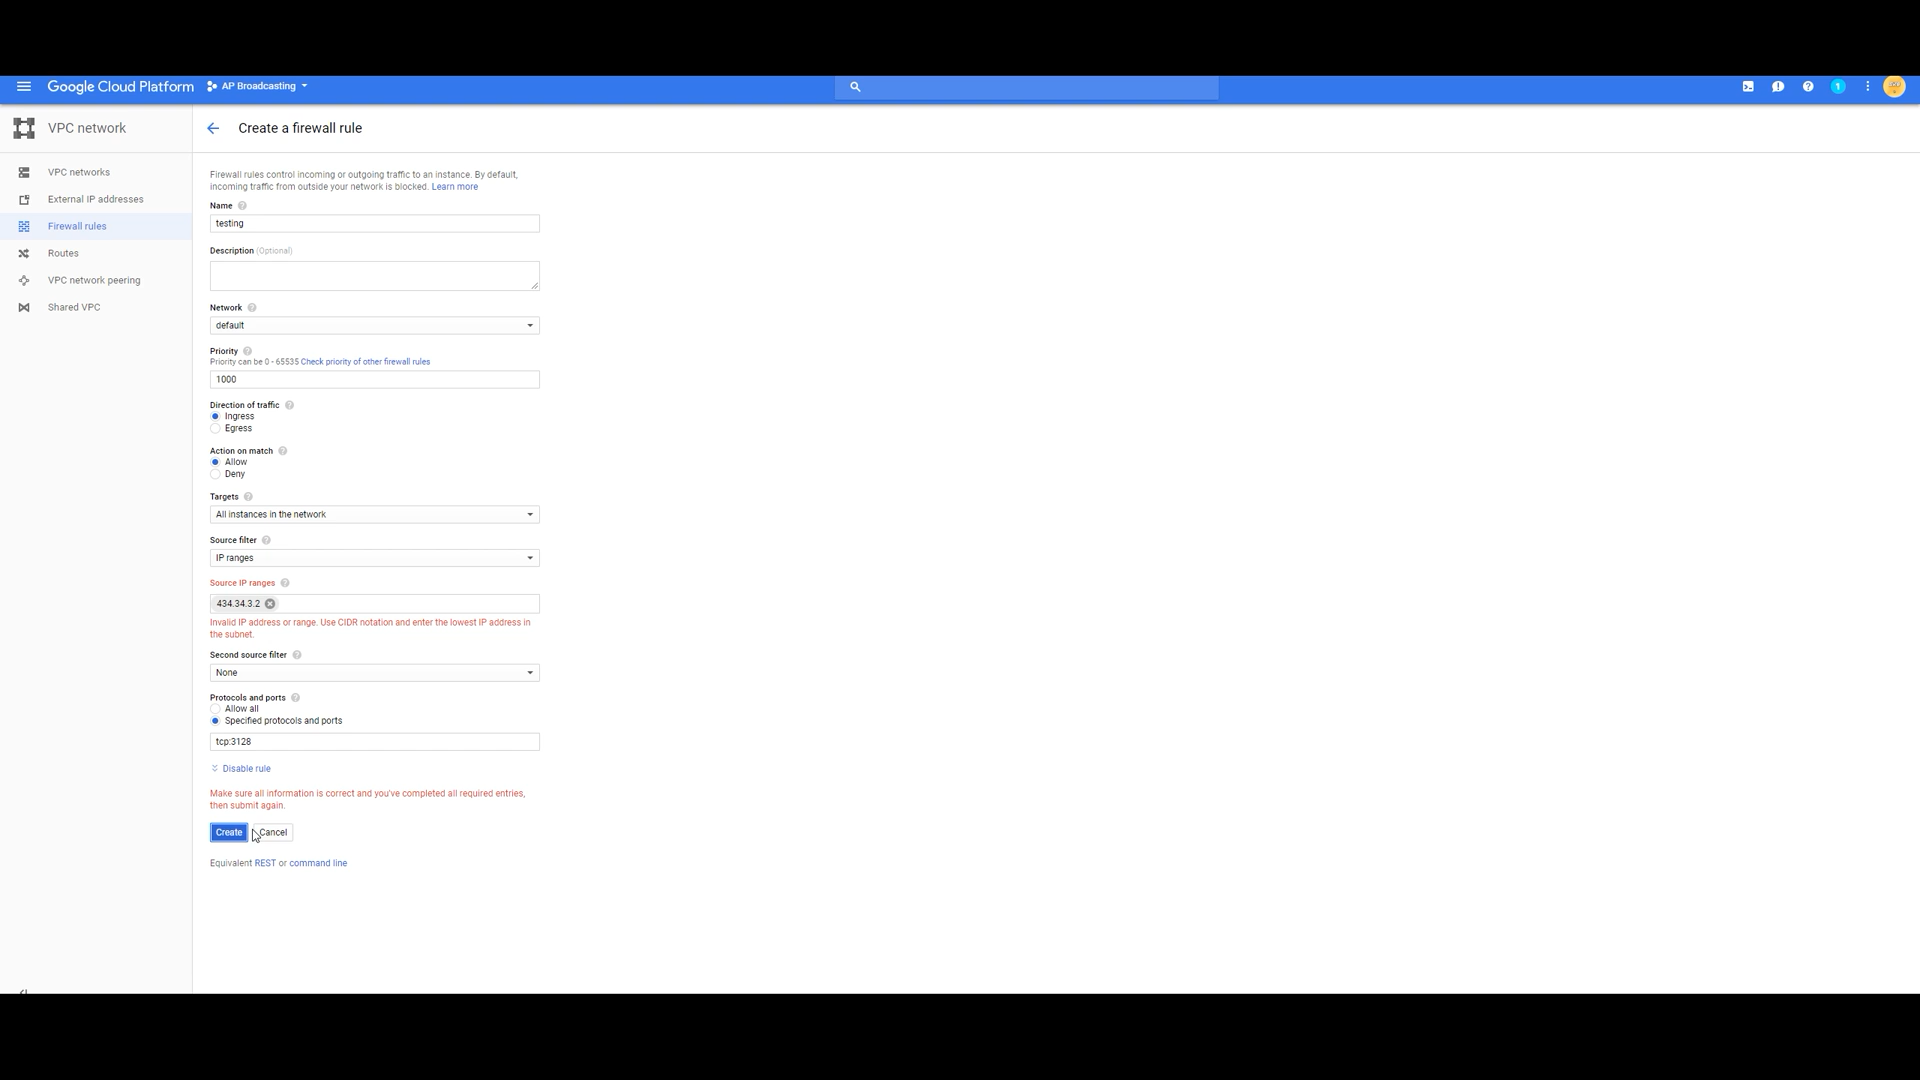 Google Cloud Platform
AP Broadcasting
1
VPC network
Create a firewall rule
VPC networks
External IP addresses
Firewall rules
Routes
VPC network peering
Shared VPC
Firewall rules control incoming or outgoing traffic to an instance. By default,
incoming traffic from outside your network is blocked. Learn more
Name
testing
Description (Optional)
Network
default
Priority
Priority can be 0 - 65535 Check priority of other firewall rules
1000
Direction of traffic
Ingress
Egress
Action on match
Allow
Deny
Targets
All instances in the network
Source filter
IP ranges
Source IP ranges
434.34.3.2
Invalid IP address or range. Use CIDR notation and enter the lowest IP address in
the subnet.
Second source filter
None
Protocols and ports
Allow all
Specified protocols and ports
tcp:3128
Disable rule
Make sure all information is correct and you've completed all required entries,
then submit again.
Create Cancel
Equivalent REST or command line